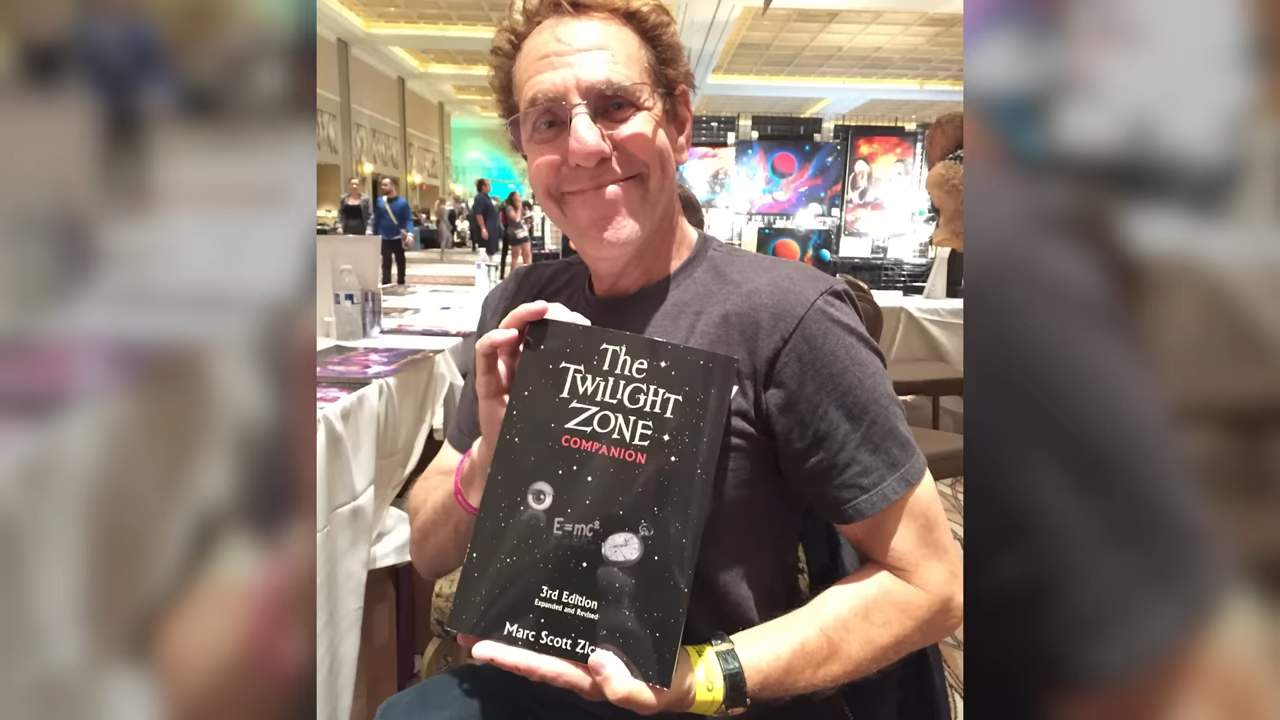 The
TWILIGHT
ZONE
COMPANION
E=mc²
3rd Edition
Expanded and Revised
Marc Scott